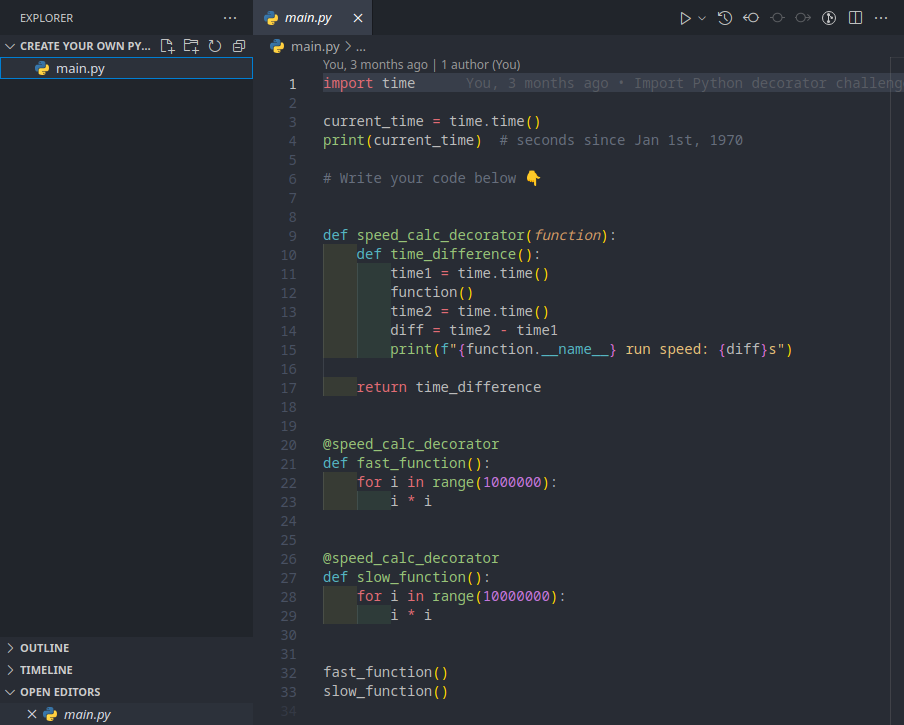 EXPLORER
CREATE YOUR OWN PY...
main.py
main.py
main.py > ...
You, 3 months ago | 1 author (You)
1 import time You, 3 months ago • Import Python decorator challeng
2
3 current_time = time.time()
4 print(current_time)  # seconds since Jan 1st, 1970
5
6 # Write your code below 👇
7
8
9 def speed_calc_decorator(function):
10     def time_difference():
11         time1 = time.time()
12         function()
13         time2 = time.time()
14         diff = time2 - time1
15         print(f"{function.__name__} run speed: {diff}s")
16
17     return time_difference
18
19
20 @speed_calc_decorator
21 def fast_function():
22     for i in range(1000000):
23         i * i
24
25
26 @speed_calc_decorator
27 def slow_function():
28     for i in range(10000000):
29         i * i
30
31
32 fast_function()
33 slow_function()
34
OUTLINE
TIMELINE
OPEN EDITORS
main.py